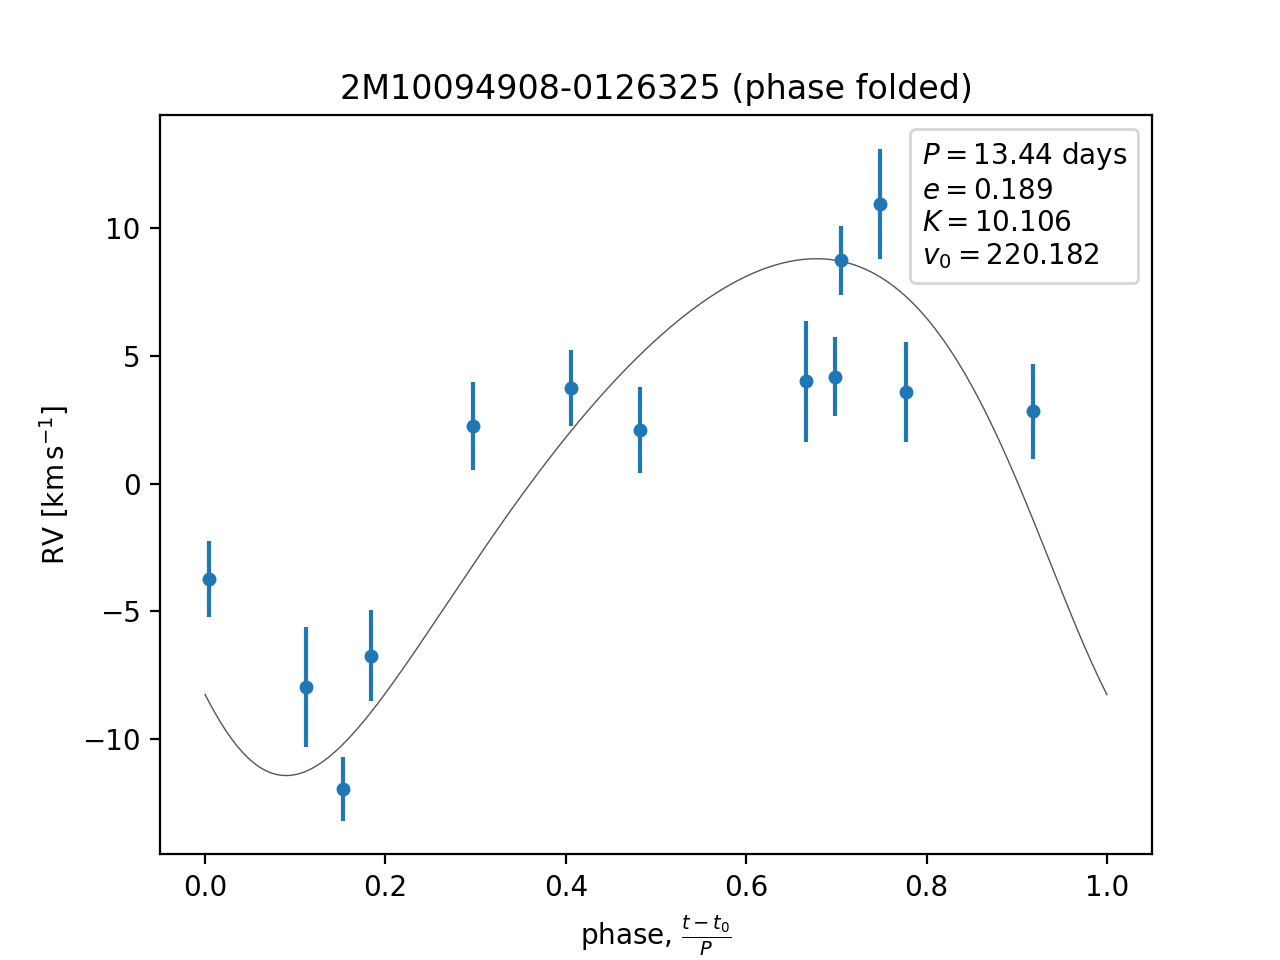 2M10094908-0126325 (phase folded)
P = 13.44 days
e = 0.189
K = 10.106
v₀ = 220.182
10
5
0
−5
−10
RV [km s⁻¹]
0.0 0.2 0.4 0.6 0.8 1.0
phase, (t − t₀)/P